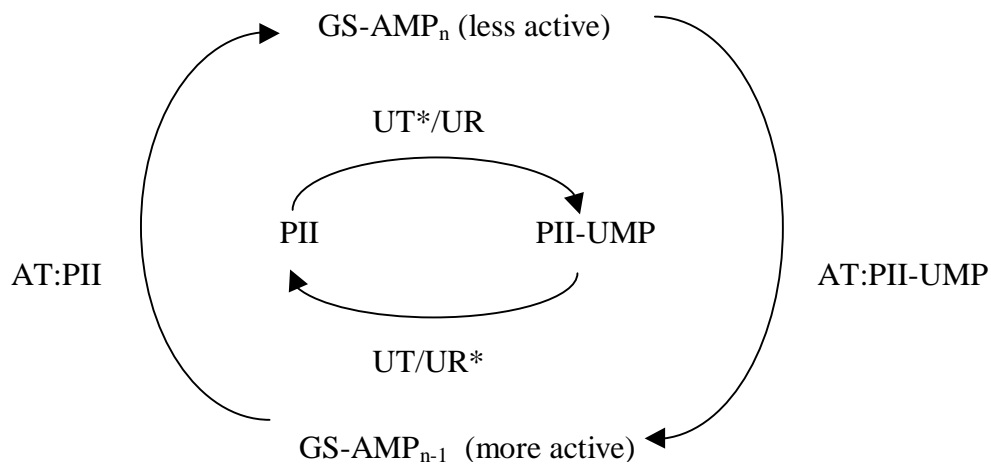 GS-AMPn (less active)
UT*/UR
PII PII-UMP
AT:PII AT:PII-UMP
UT/UR*
GS-AMPn-1 (more active)